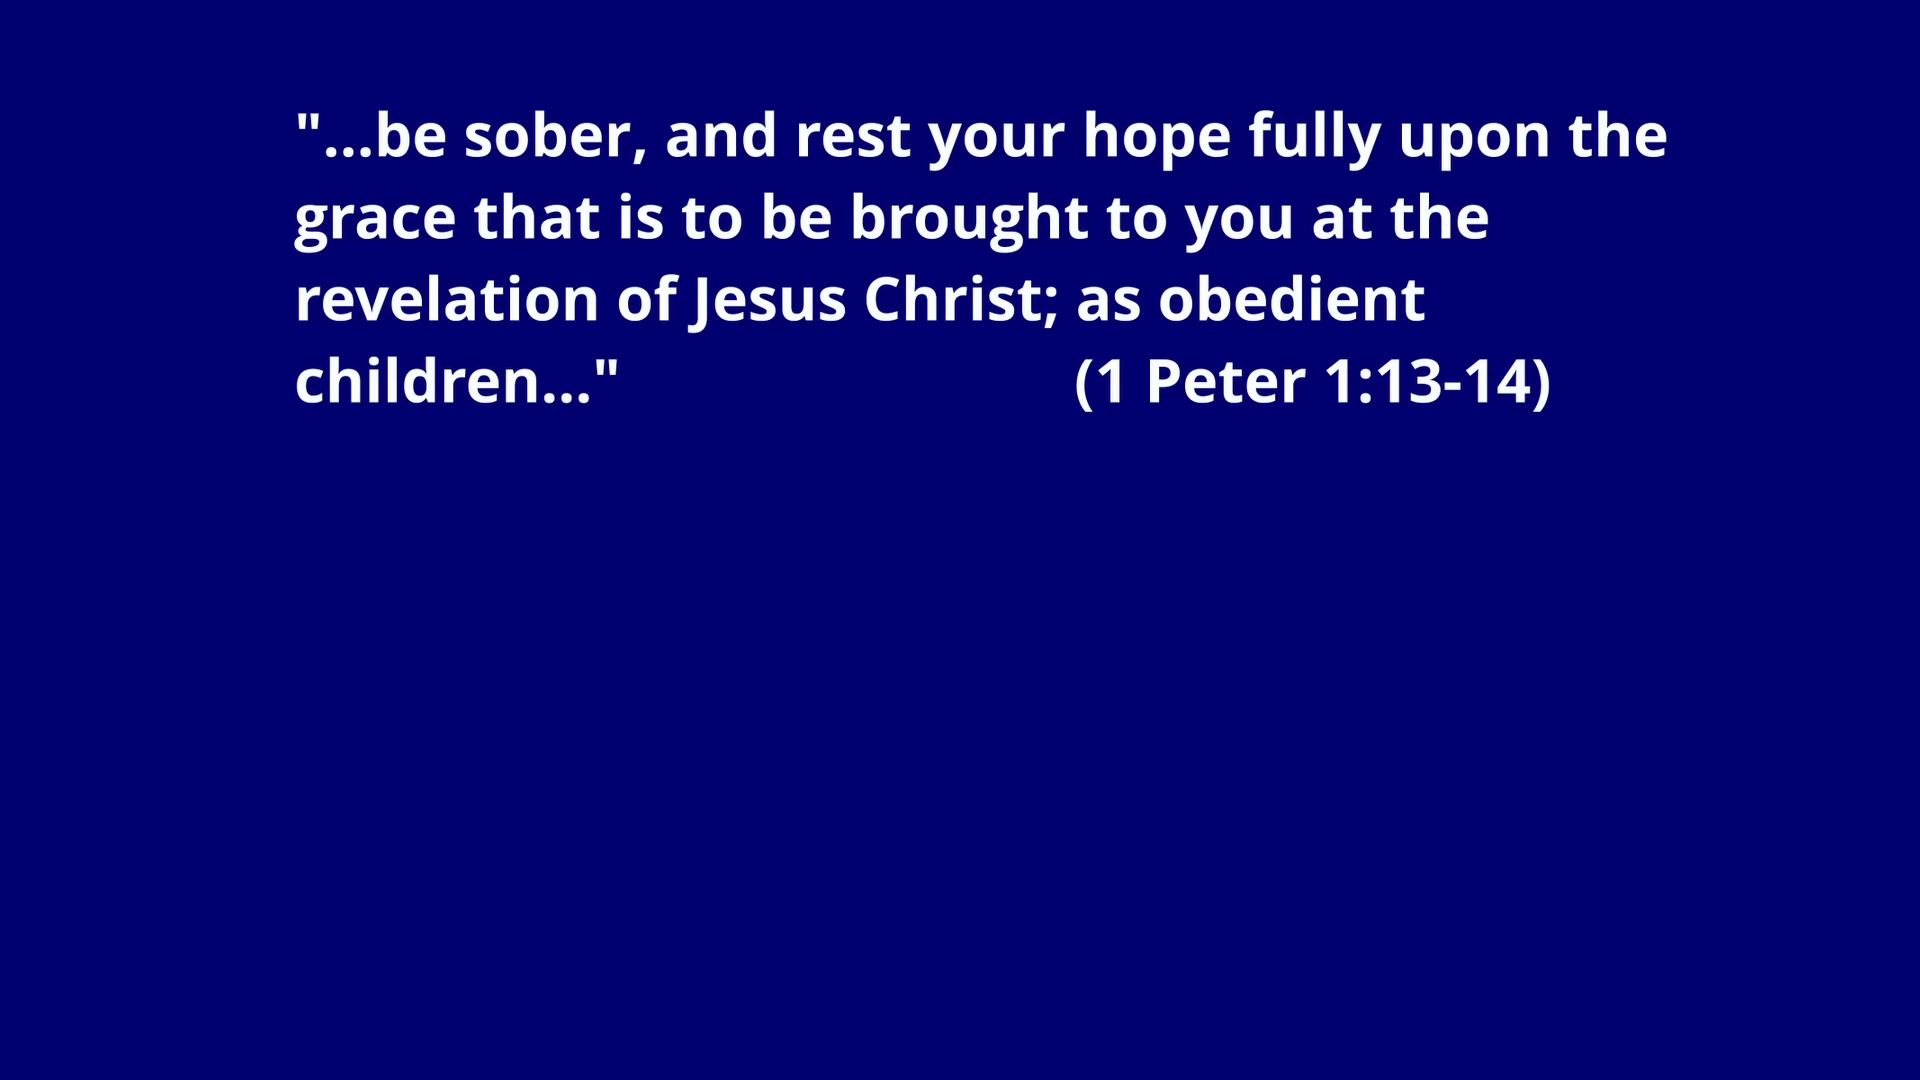 "...be sober, and rest your hope fully upon the
grace that is to be brought to you at the
revelation of Jesus Christ; as obedient
children..." (1 Peter 1:13-14)